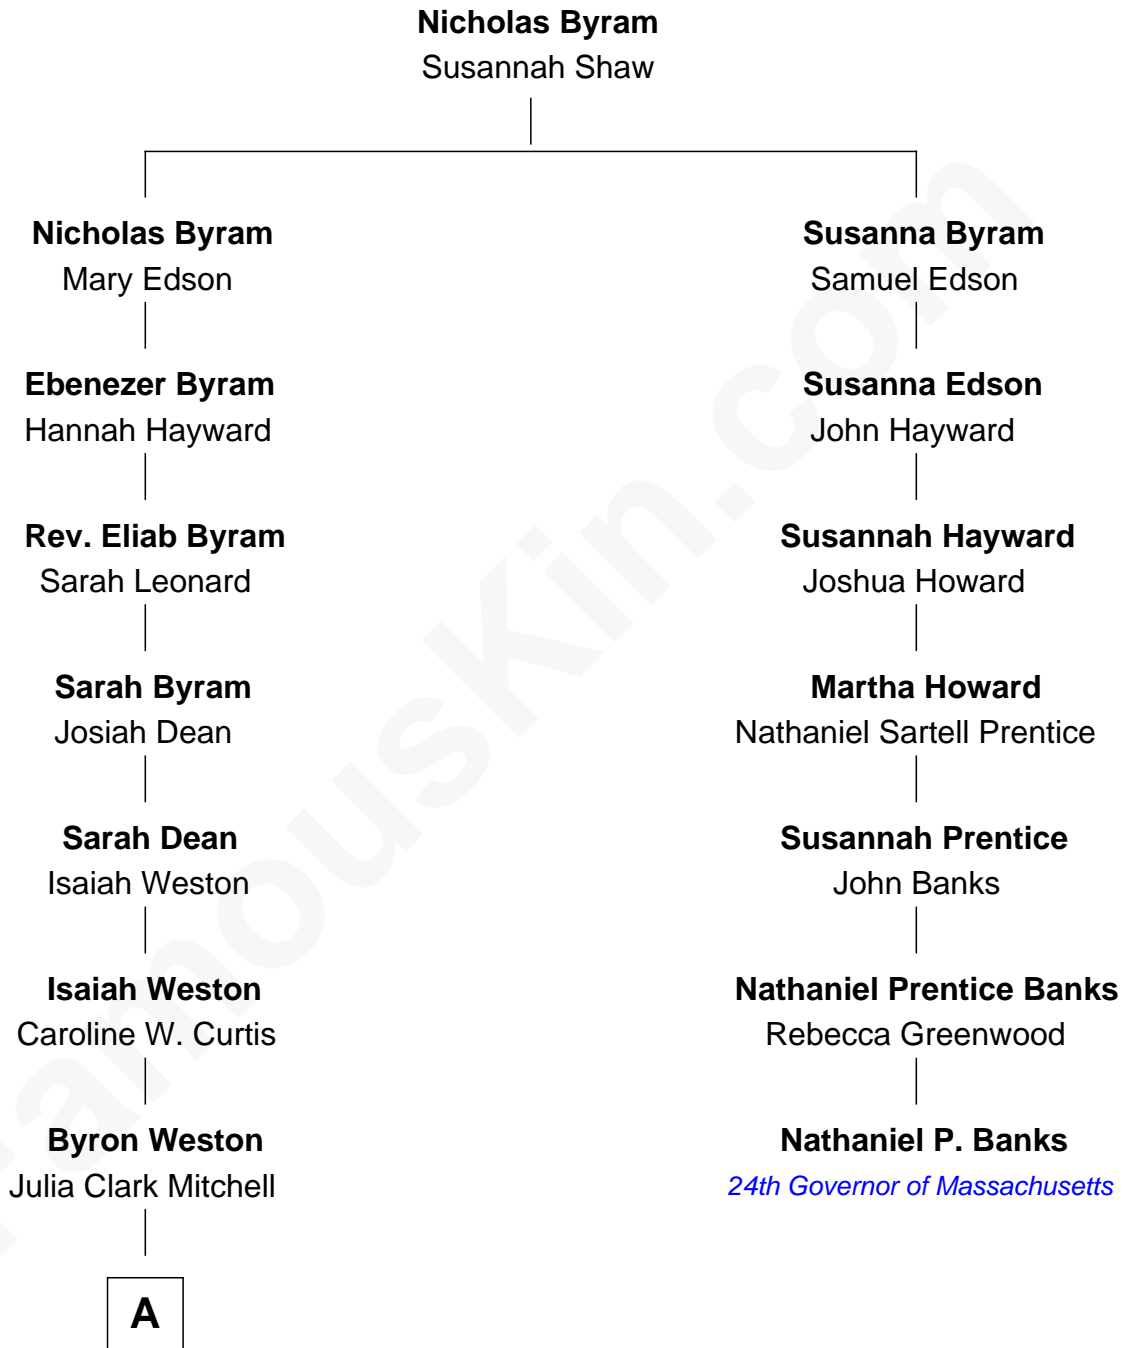 Nicholas Byram
Susannah Shaw
Nicholas Byram
Mary Edson
Susanna Byram
Samuel Edson
Ebenezer Byram
Hannah Hayward
Susanna Edson
John Hayward
Rev. Eliab Byram
Sarah Leonard
Susannah Hayward
Joshua Howard
Sarah Byram
Josiah Dean
Martha Howard
Nathaniel Sartell Prentice
Sarah Dean
Isaiah Weston
Susannah Prentice
John Banks
Isaiah Weston
Caroline W. Curtis
Nathaniel Prentice Banks
Rebecca Greenwood
Byron Weston
Julia Clark Mitchell
Nathaniel P. Banks
24th Governor of Massachusetts
A
FamousKin.com